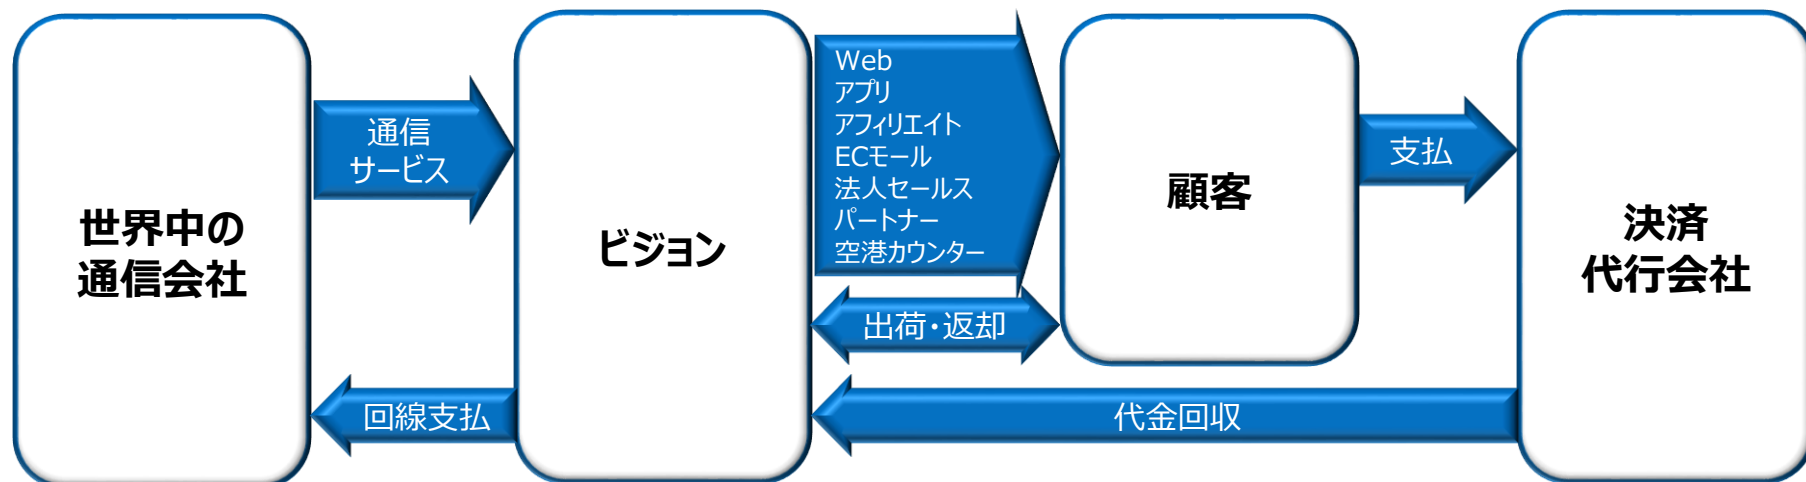 世界中の
通信会社
通信
サービス
回線支払
ビジョン
Web
アプリ
アフィリエイト
ECモール
法人セールス
パートナー
空港カウンター
出荷・返却
代金回収
顧客
支払
決済
代行会社